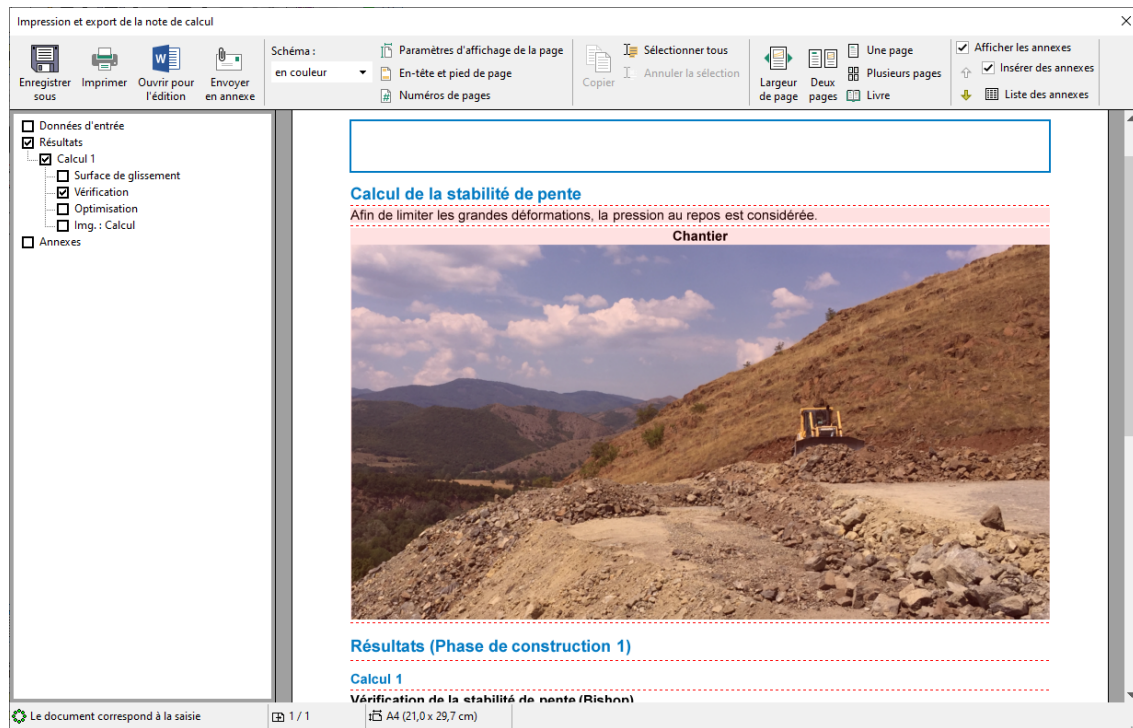 Impression et export de la note de calcul
Enregistrer sous
Imprimer
Ouvrir pour l'édition
Envoyer en annexe
Schéma :
en couleur
Paramètres d'affichage de la page
En-tête et pied de page
Numéros de pages
Copier
Sélectionner tous
Annuler la sélection
Largeur de page
Deux pages
Une page
Plusieurs pages
Livre
Afficher les annexes
Insérer des annexes
Liste des annexes
Données d'entrée
Résultats
Calcul 1
Surface de glissement
Vérification
Optimisation
Img. : Calcul
Annexes
Calcul de la stabilité de pente
Afin de limiter les grandes déformations, la pression au repos est considérée.
Chantier
Résultats (Phase de construction 1)
Calcul 1
Vérification de la stabilité de pente (Bishop)
Le document correspond à la saisie
1 / 1
A4 (21,0 x 29,7 cm)